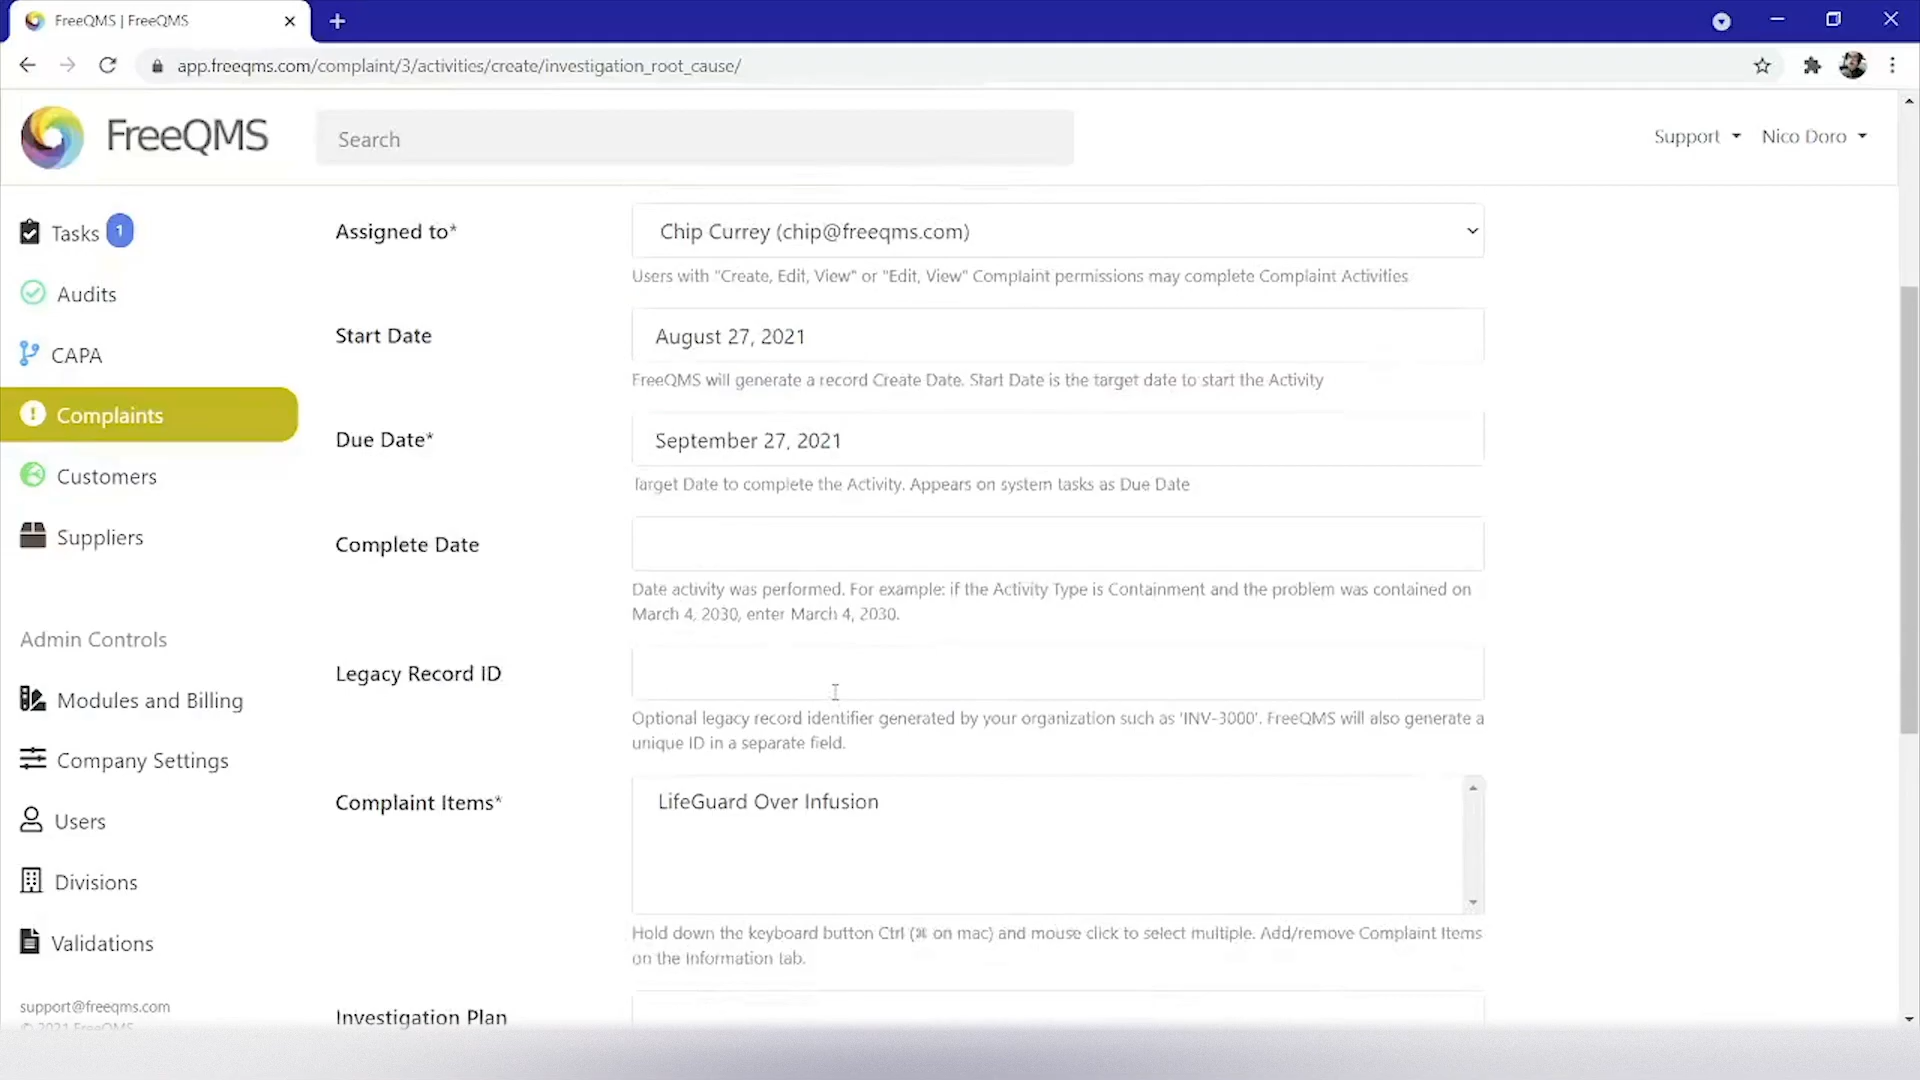 FreeQMS | FreeQMS
app.freeqms.com/complaint/3/activities/create/investigation_root_cause/
FreeQMS
Search
Support
Nico Doro
Tasks 1
Audits
CAPA
Complaints
Customers
Suppliers
Admin Controls
Modules and Billing
Company Settings
Users
Divisions
Validations
support@freeqms.com
© 2021 FreeQMS
Assigned to*
Chip Currey (chip@freeqms.com)
Users with "Create, Edit, View" or "Edit, View" Complaint permissions may complete Complaint Activities
Start Date
August 27, 2021
FreeQMS will generate a record Create Date. Start Date is the target date to start the Activity
Due Date*
September 27, 2021
Target Date to complete the Activity. Appears on system tasks as Due Date
Complete Date
Date activity was performed. For example: if the Activity Type is Containment and the problem was contained on
March 4, 2030, enter March 4, 2030.
Legacy Record ID
Optional legacy record identifier generated by your organization such as 'INV-3000'. FreeQMS will also generate a
unique ID in a separate field.
Complaint Items*
LifeGuard Over Infusion
Hold down the keyboard button Ctrl (⌘ on mac) and mouse click to select multiple. Add/remove Complaint Items
on the Information tab.
Investigation Plan